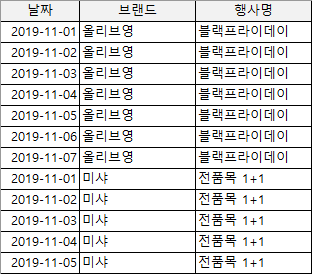 날짜 브랜드 행사명
2019-11-01 올리브영 블랙프라이데이
2019-11-02 올리브영 블랙프라이데이
2019-11-03 올리브영 블랙프라이데이
2019-11-04 올리브영 블랙프라이데이
2019-11-05 올리브영 블랙프라이데이
2019-11-06 올리브영 블랙프라이데이
2019-11-07 올리브영 블랙프라이데이
2019-11-01 미샤 전품목 1+1
2019-11-02 미샤 전품목 1+1
2019-11-03 미샤 전품목 1+1
2019-11-04 미샤 전품목 1+1
2019-11-05 미샤 전품목 1+1